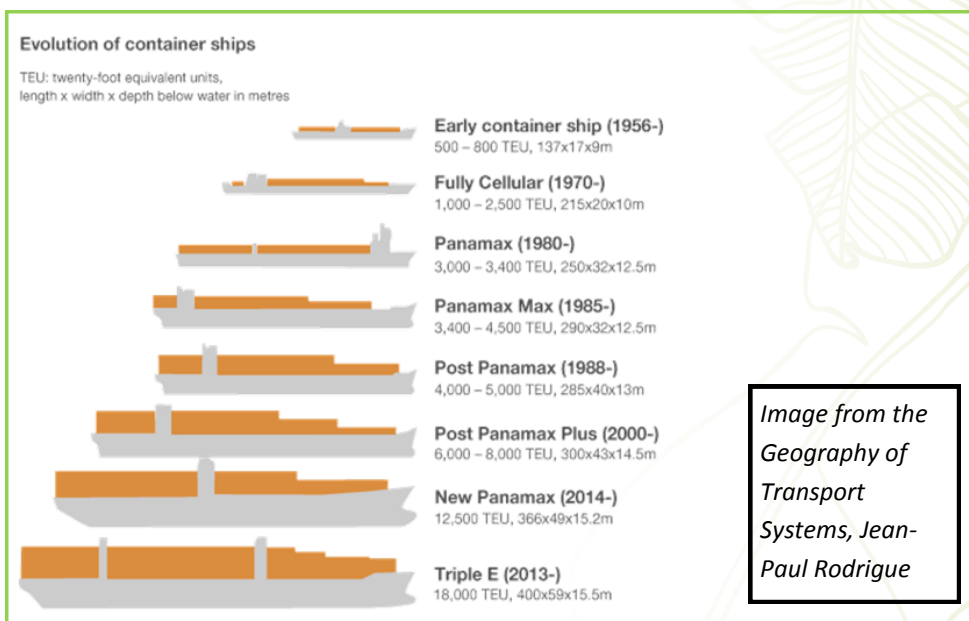 Evolution of container ships
TEU: twenty-foot equivalent units,
length x width x depth below water in metres
Early container ship (1956-)
500 – 800 TEU, 137x17x9m
Fully Cellular (1970-)
1,000 – 2,500 TEU, 215x20x10m
Panamax (1980-)
3,000 – 3,400 TEU, 250x32x12.5m
Panamax Max (1985-)
3,400 – 4,500 TEU, 290x32x12.5m
Post Panamax (1988-)
4,000 – 5,000 TEU, 285x40x13m
Post Panamax Plus (2000-)
6,000 – 8,000 TEU, 300x43x14.5m
New Panamax (2014-)
12,500 TEU, 366x49x15.2m
Triple E (2013-)
18,000 TEU, 400x59x15.5m
Image from the
Geography of
Transport
Systems, Jean-
Paul Rodrigue